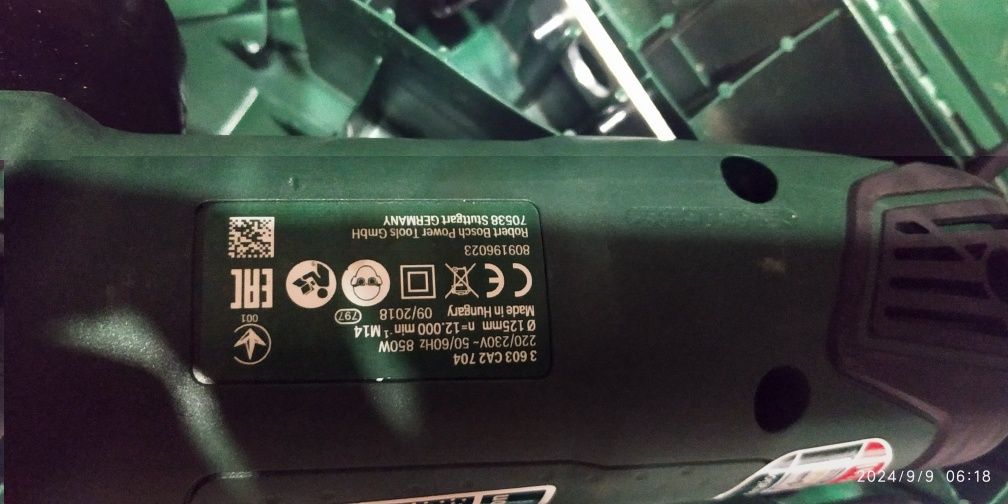 3 603 CA2 704
220/230V ~ 50/60Hz 850W
Ø 125mm n=12.000 min⁻¹ M14
Made in Hungary 09/2018 797
001
CE
EAC
809196023
Robert Bosch Power Tools GmbH
70538 Stuttgart GERMANY
2024/9/9 06:18